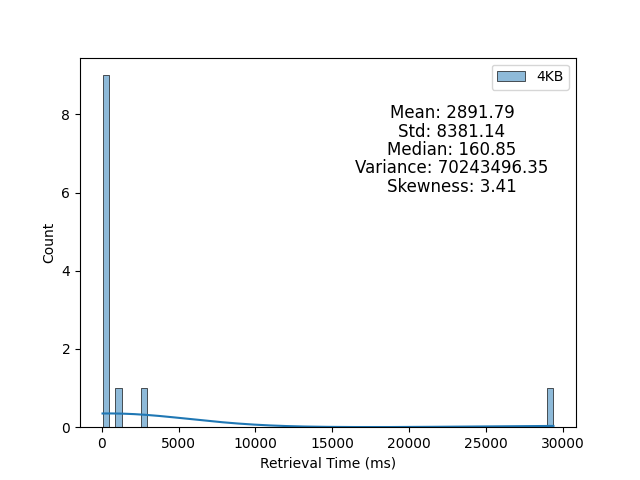 4KB
Mean: 2891.79
Std: 8381.14
Median: 160.85
Variance: 70243496.35
Skewness: 3.41
Count
8
6
4
2
0
0 5000 10000 15000 20000 25000 30000
Retrieval Time (ms)